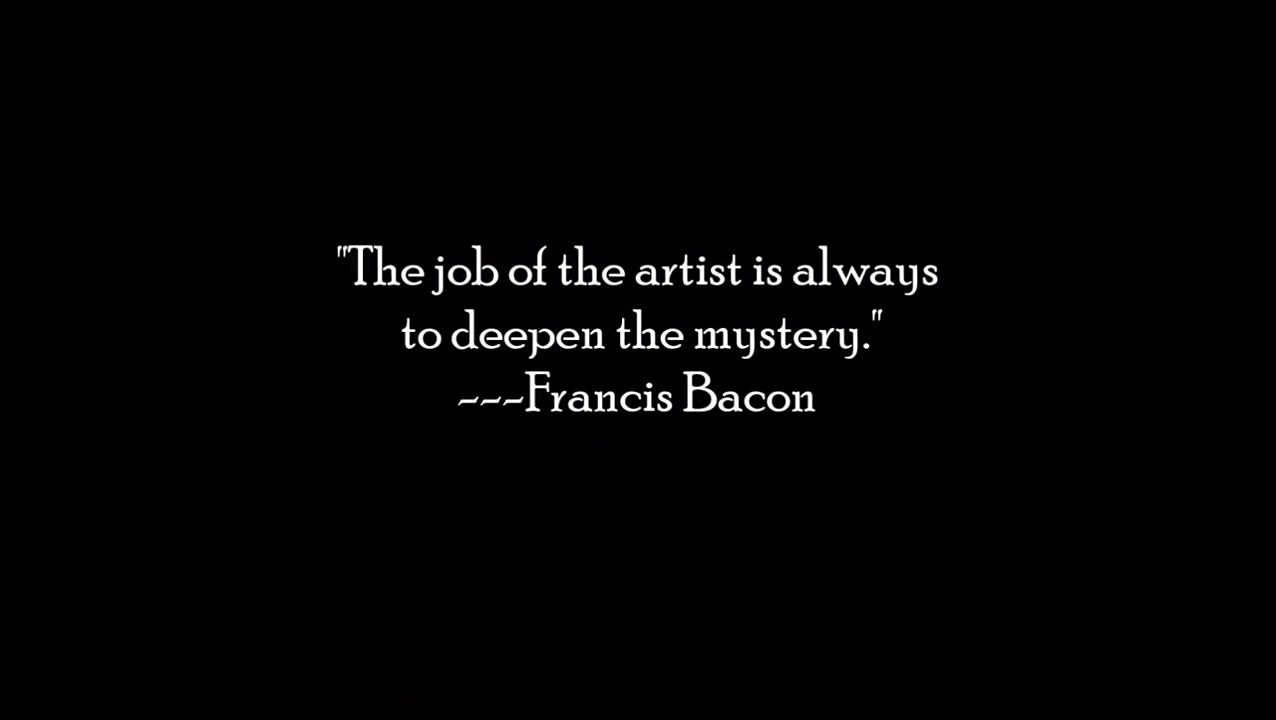 "The job of the artist is always
to deepen the mystery."
---Francis Bacon